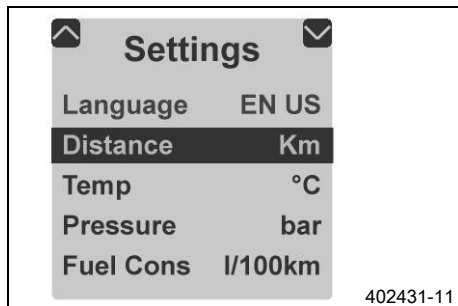 Settings
Language EN US
Distance Km
Temp °C
Pressure bar
Fuel Cons l/100km
402431-11